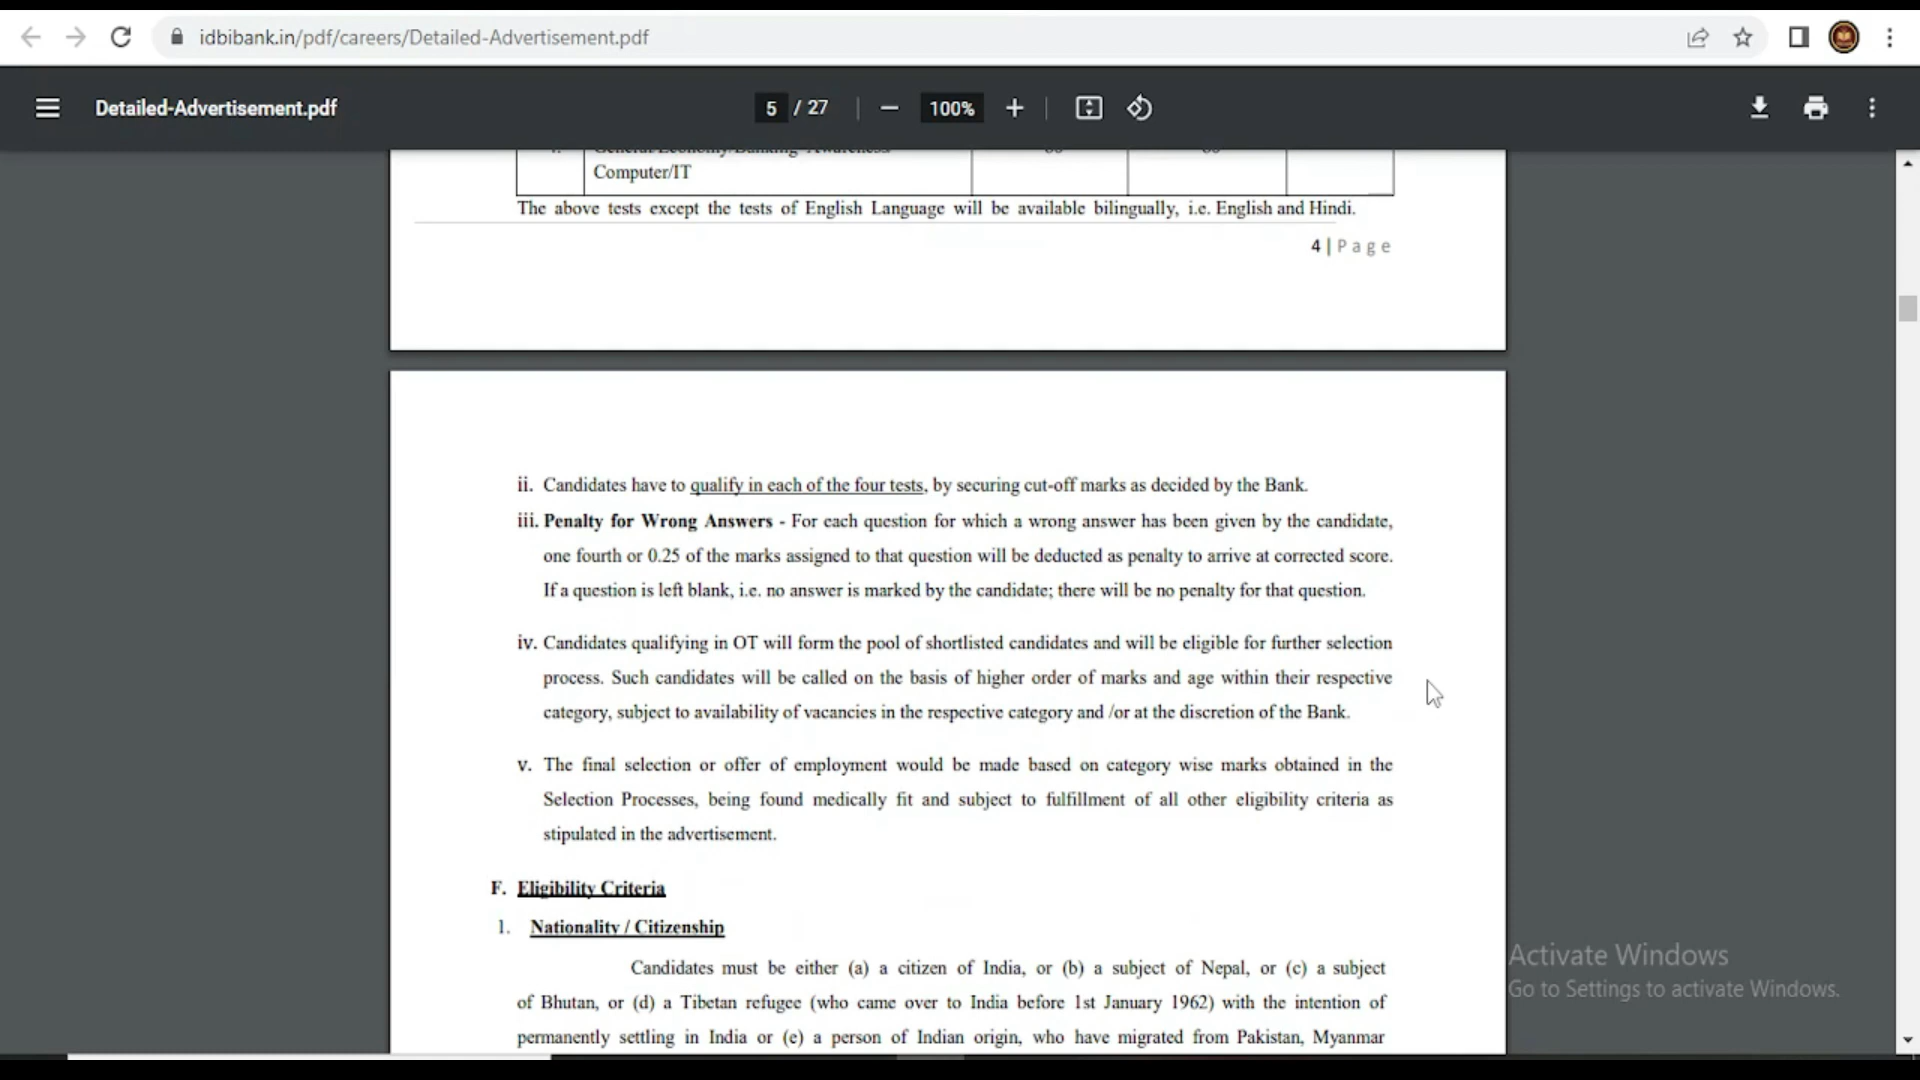 idbibank.in/pdf/careers/Detailed-Advertisement.pdf
Detailed-Advertisement.pdf
5 / 27
100%
General/Economy/Banking Awareness
Computer/IT
The above tests except the tests of English Language will be available bilingually, i.e. English and Hindi.
4 | P a g e
ii. Candidates have to qualify in each of the four tests, by securing cut-off marks as decided by the Bank.
iii. Penalty for Wrong Answers - For each question for which a wrong answer has been given by the candidate,
one fourth or 0.25 of the marks assigned to that question will be deducted as penalty to arrive at corrected score.
If a question is left blank, i.e. no answer is marked by the candidate; there will be no penalty for that question.
iv. Candidates qualifying in OT will form the pool of shortlisted candidates and will be eligible for further selection
process. Such candidates will be called on the basis of higher order of marks and age within their respective
category, subject to availability of vacancies in the respective category and /or at the discretion of the Bank.
v. The final selection or offer of employment would be made based on category wise marks obtained in the
Selection Processes, being found medically fit and subject to fulfillment of all other eligibility criteria as
stipulated in the advertisement.
F. Eligibility Criteria
1. Nationality / Citizenship
Candidates must be either (a) a citizen of India, or (b) a subject of Nepal, or (c) a subject
of Bhutan, or (d) a Tibetan refugee (who came over to India before 1st January 1962) with the intention of
permanently settling in India or (e) a person of Indian origin, who have migrated from Pakistan, Myanmar
Activate Windows
Go to Settings to activate Windows.